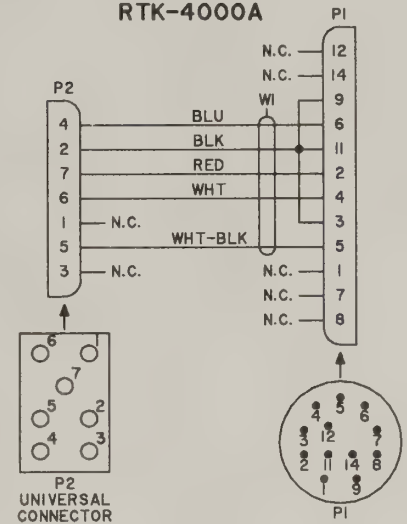 RTK-4000A
P1
N.C. 12
N.C. 14
P2
W1
9
4 BLU 6
2 BLK 11
7 RED 2
6 WHT 4
1 N.C. 3
5 WHT-BLK 5
3 N.C. N.C. 1
N.C. 7
N.C. 8
6 1
7
5 2
4 3
P2
UNIVERSAL
CONNECTOR
5
4 6
3 12 7
2 11 14 8
1 9
P1